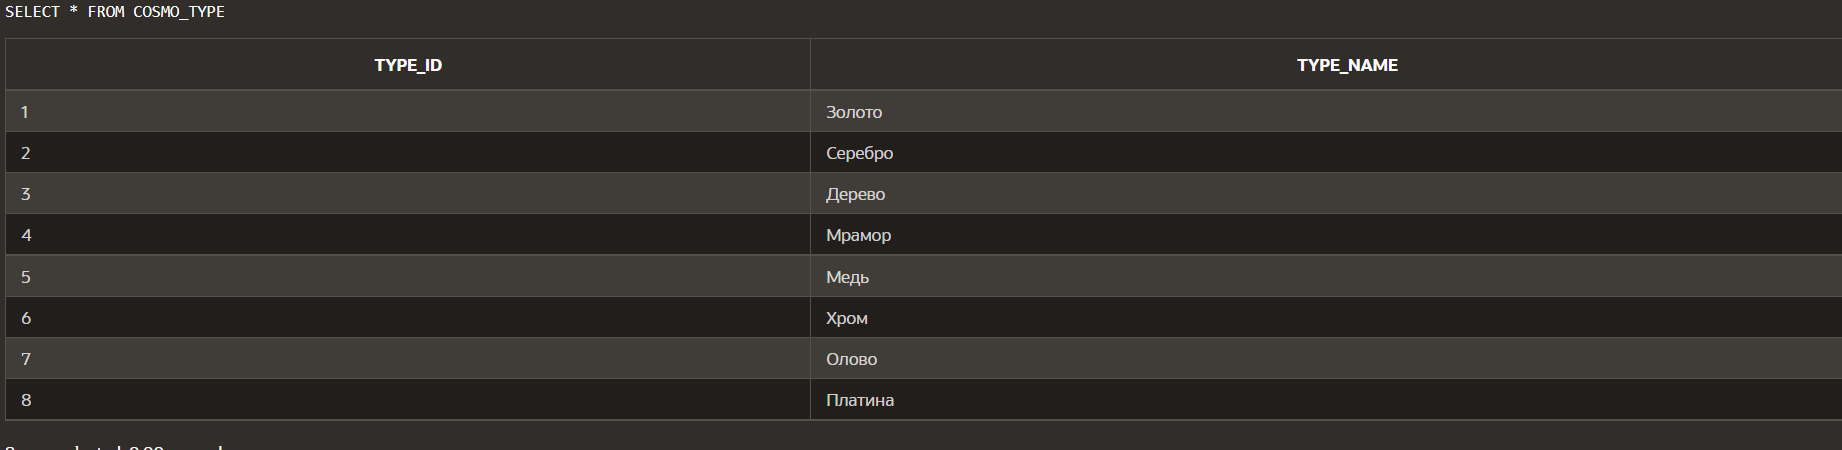 SELECT * FROM COSMO_TYPE
TYPE_ID TYPE_NAME
1 Золото
2 Серебро
3 Дерево
4 Мрамор
5 Медь
6 Хром
7 Олово
8 Платина